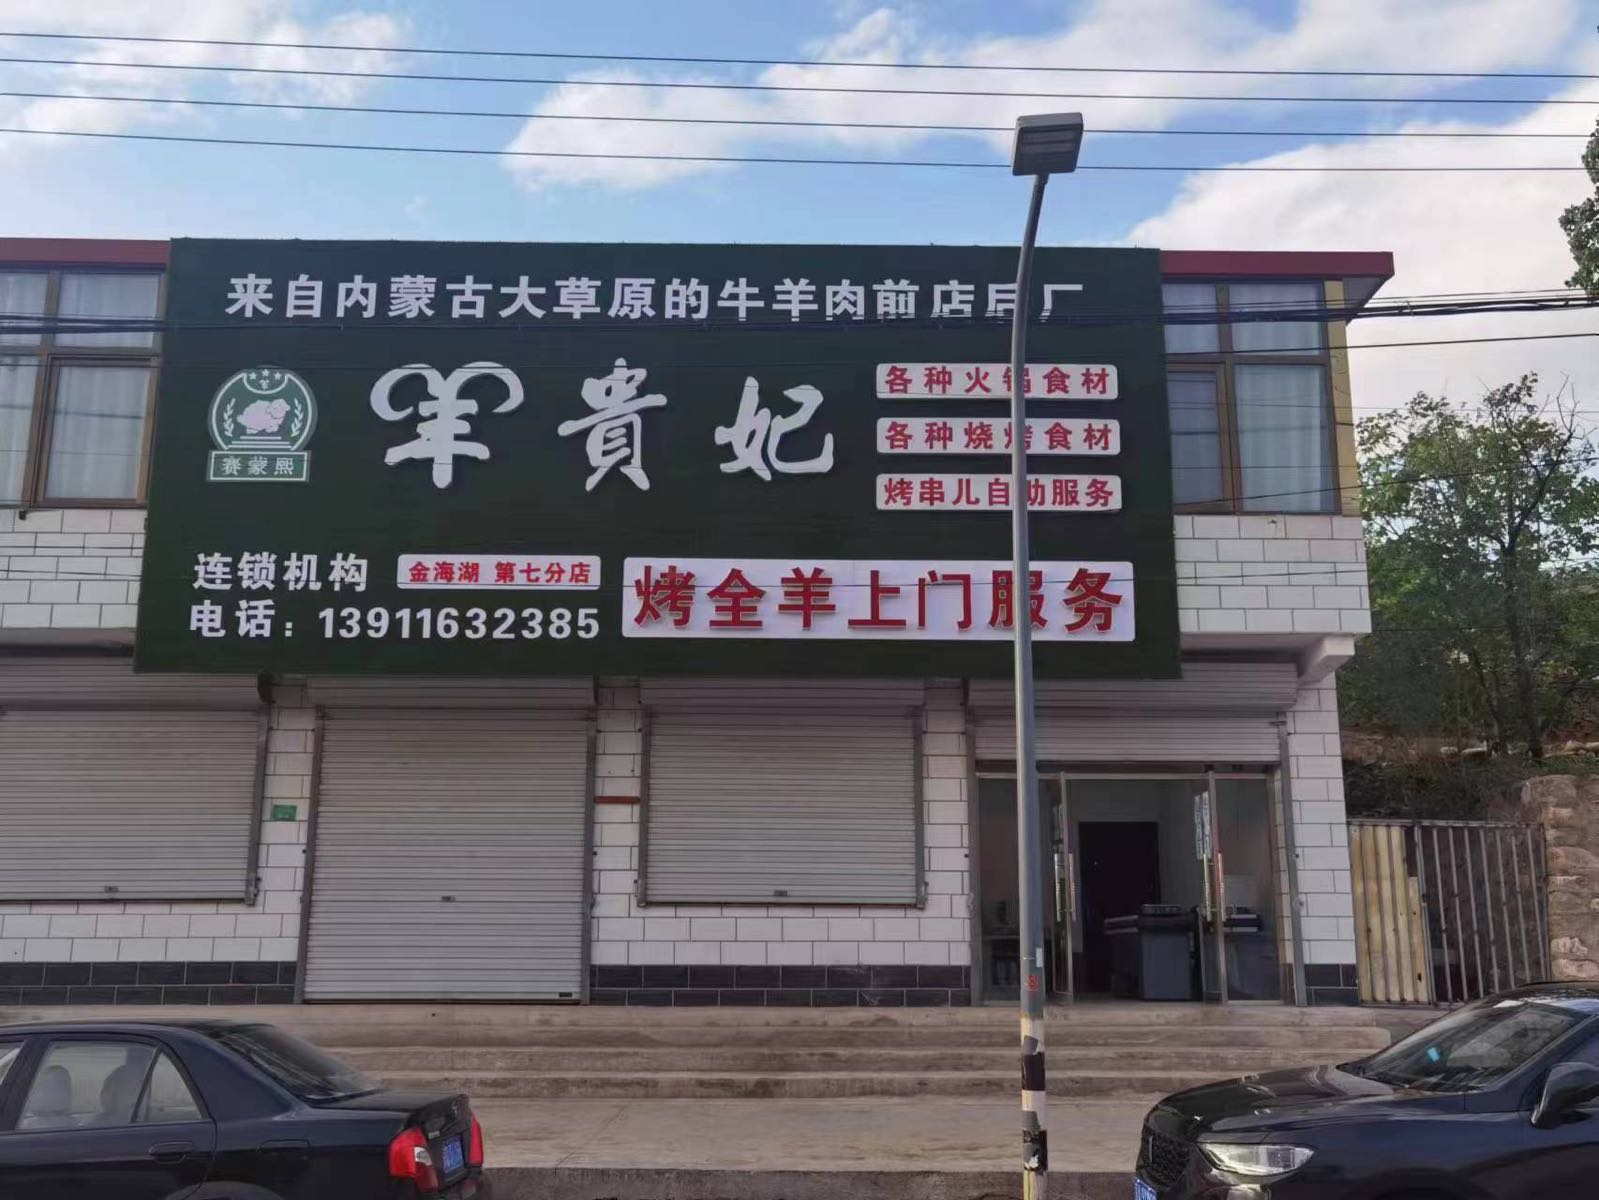 来自内蒙古大草原的牛羊肉前店后厂
羊貴妃
赛蒙熙
各种火锅食材
各种烧烤食材
烤串儿自助服务
连锁机构
金海湖 第七分店
电话：13911632385
烤全羊上门服务